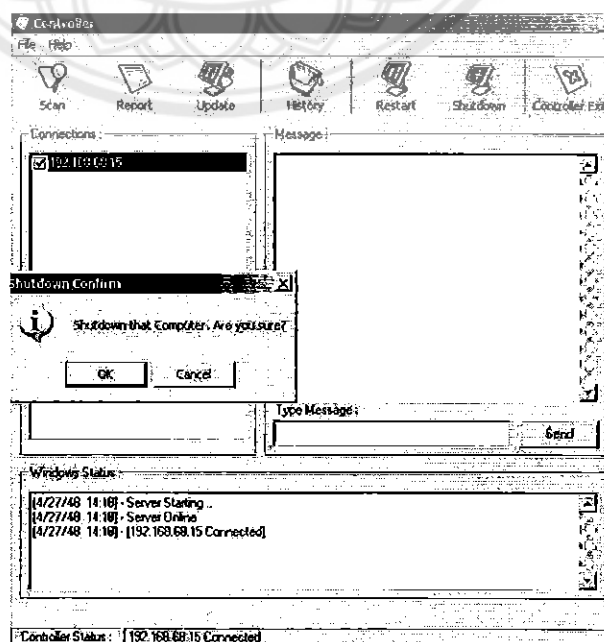 Controller
File Help
Scan Report Update History Restart Shutdown Controller Exit
Connections : Message :
192.168.68.15
Shutdown Confirm
Shutdown that Computer. Are you sure?
OK Cancel
Type Message :
Send
Windows Status :
[4/27/48 14:18] - Server Starting ..
[4/27/48 14:18] - Server Online
[4/27/48 14:18] - [192.168.68.15 Connected]
Controller Status : 192.168.68.15 Connected